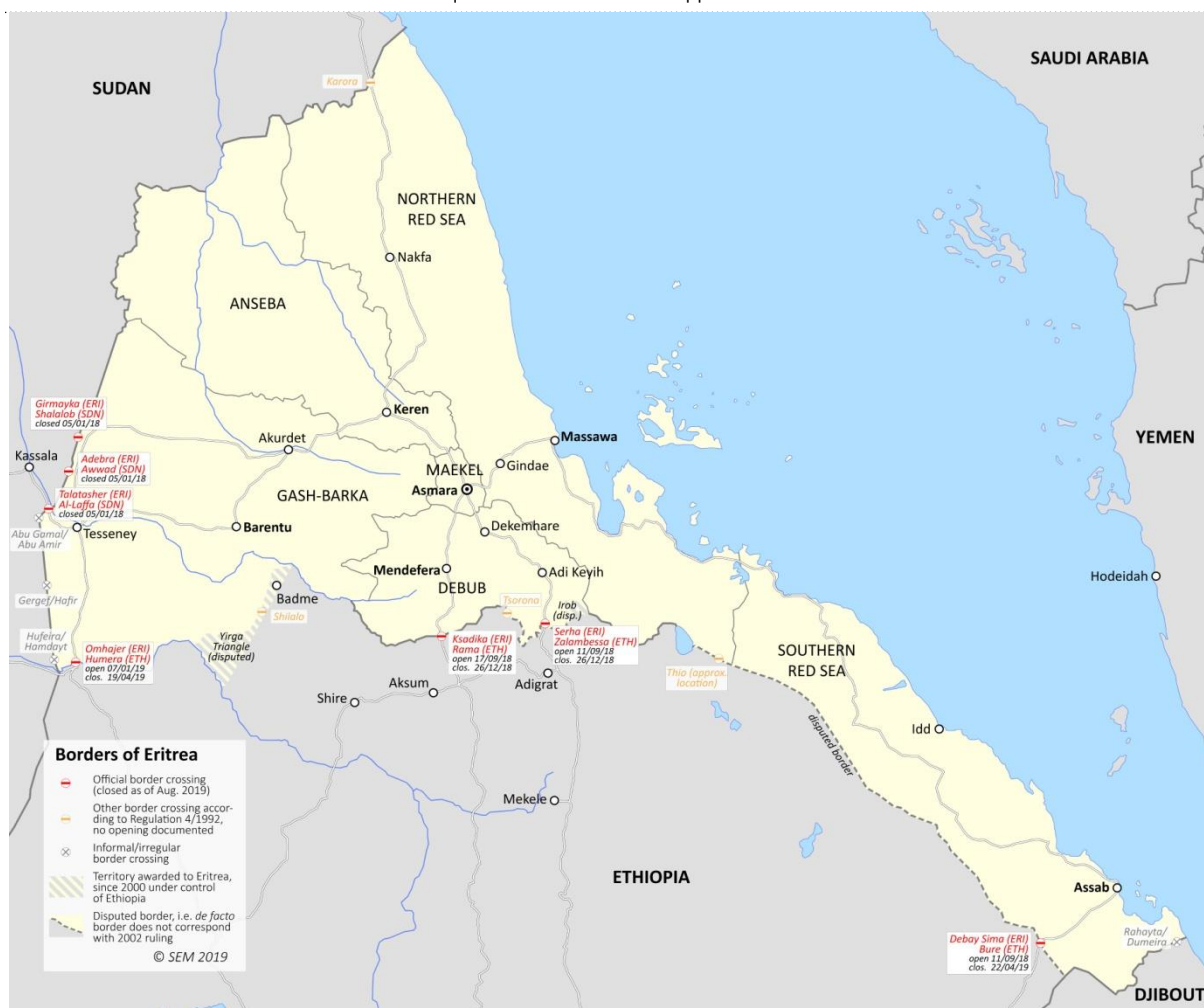 SAUDI ARABIA
SUDAN
Karora
NORTHERN
RED SEA
Nakfa
ANSEBA
Girmayka (ERI)
Shalalob (SDN)
closed 05/01/18
Keren
Massawa
YEMEN
Kassala
Akurdet
Adebra (ERI)
Awwad (SDN)
closed 05/01/18
MAEKEL
Gindae
Asmara
GASH-BARKA
Talatasher (ERI)
Al-Laffa (SDN)
closed 05/01/18
Abu Gamal/
Abu Amir
Tesseney
Barentu
Dekemhare
Mendefera
Adi Keyih
Hodeidah
DEBUB
Gergef/Hafir
Badme
Shilalo
Tsorona
Irob
(disp.)
Hufeira/
Hamdayt
Yirga
Triangle
(disputed)
Omhajer (ERI)
Humera (ETH)
open 07/01/19
clos. 19/04/19
Ksadika (ERI)
Rama (ETH)
open 17/09/18
clos. 26/12/18
Serha (ERI)
Zalambessa (ETH)
open 11/09/18
clos. 26/12/18
SOUTHERN
RED SEA
Thio (approx.
location)
Adigrat
Aksum
Shire
disputed border
Idd
Mekele
ETHIOPIA
Assab
Debay Sima (ERI)
Bure (ETH)
open 11/09/18
clos. 22/04/19
Rahayta/
Dumeira
DJIBOUTI
Borders of Eritrea
Official border crossing
(closed as of Aug. 2019)
Other border crossing accor-
ding to Regulation 4/1992,
no opening documented
Informal/irregular
border crossing
Territory awarded to Eritrea,
since 2000 under control
of Ethiopia
Disputed border, i.e. de facto
border does not correspond
with 2002 ruling
© SEM 2019